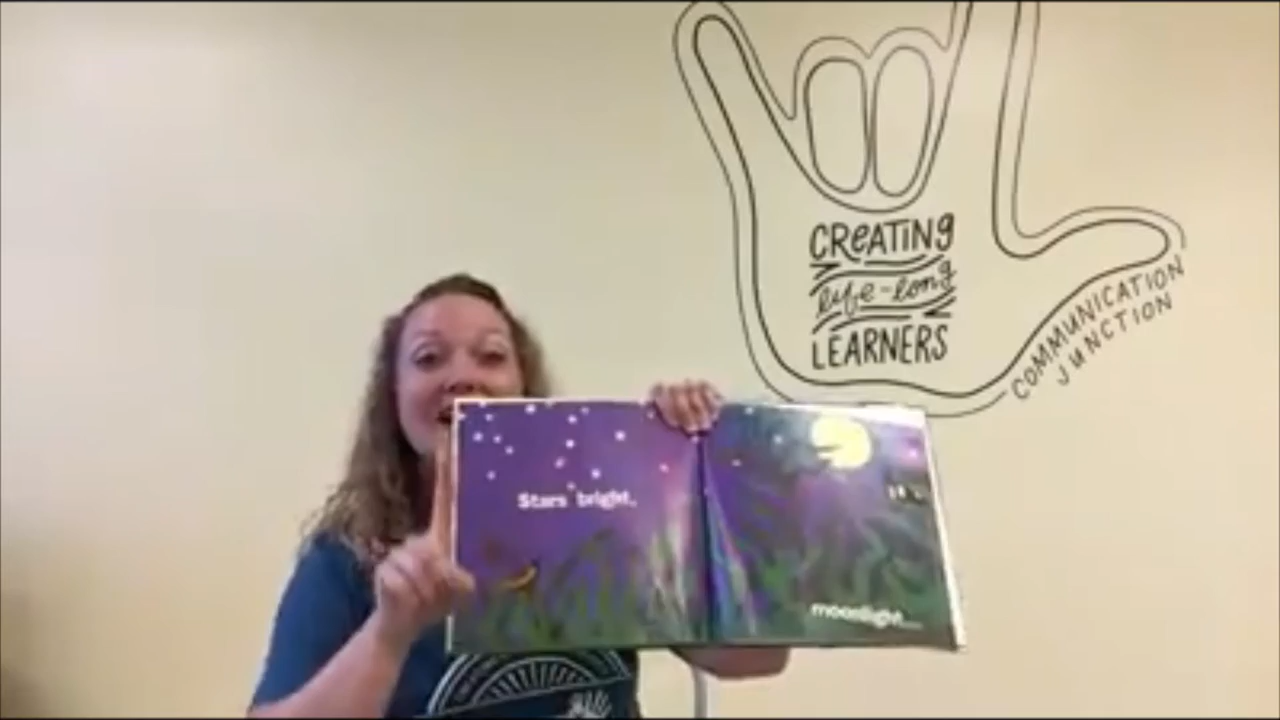 CREATING
life-long
LEARNERS
COMMUNICATION
JUNCTION
Stars bright,
moonlight...